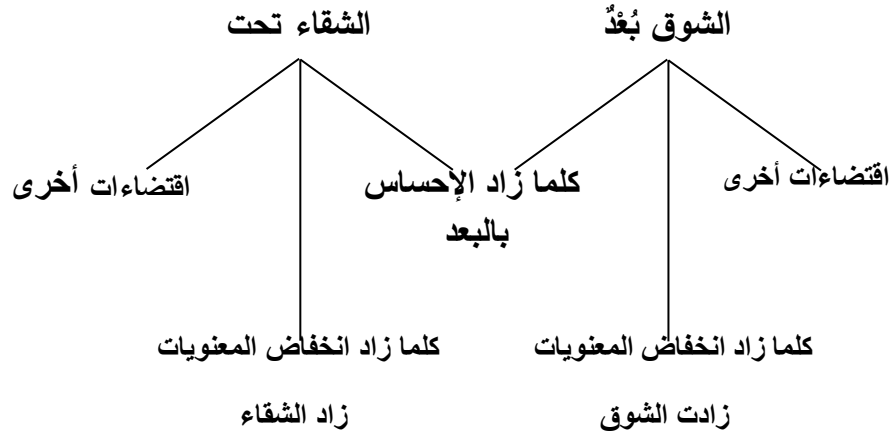 الشوق بُعْدٌ
الشقاء تحت
اقتضاءات أخرى
كلما زاد الإحساس
بالبعد
اقتضاءات أخرى
كلما زاد انخفاض المعنويات
زادت الشوق
كلما زاد انخفاض المعنويات
زاد الشقاء